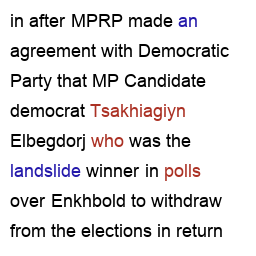 in after MPRP made an
agreement with Democratic
Party that MP Candidate
democrat Tsakhiagiyn
Elbegdorj who was the
landslide winner in polls
over Enkhbold to withdraw
from the elections in return